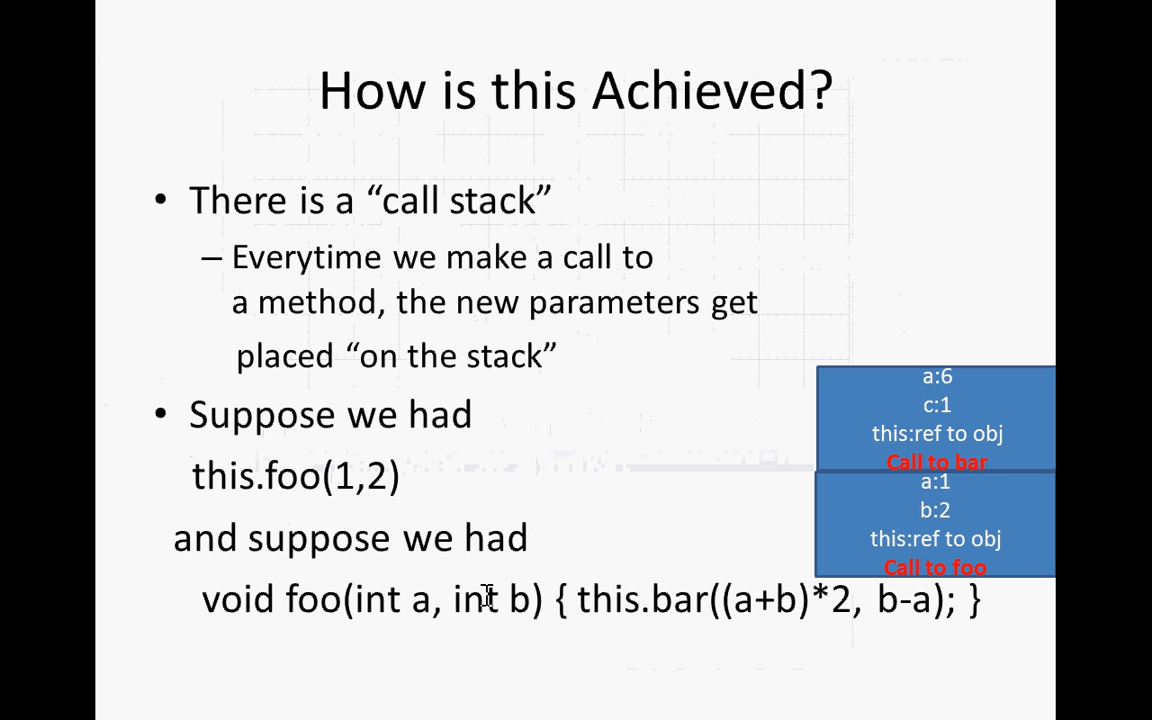 How is this Achieved?
• There is a “call stack”
– Everytime we make a call to
a method, the new parameters get
placed “on the stack”
• Suppose we had
this.foo(1,2)
and suppose we had
void foo(int a, int b) { this.bar((a+b)*2, b-a); }
a:6
c:1
this:ref to obj
Call to bar
a:1
b:2
this:ref to obj
Call to foo